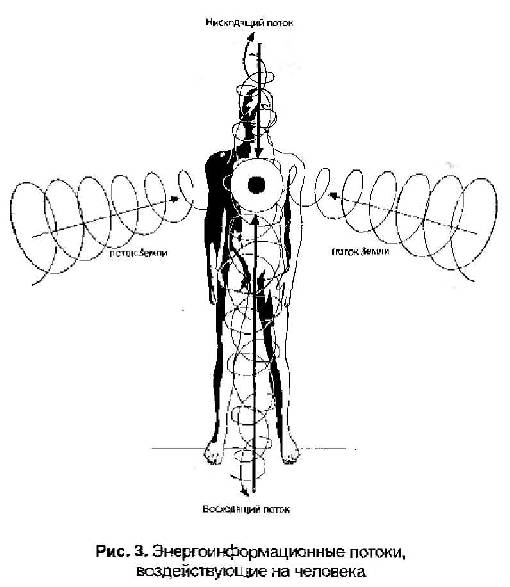 Нисходящий поток
поток Земли
поток Земли
Восходящий поток
Рис. 3. Энергоинформационные потоки,
воздействующие на человека